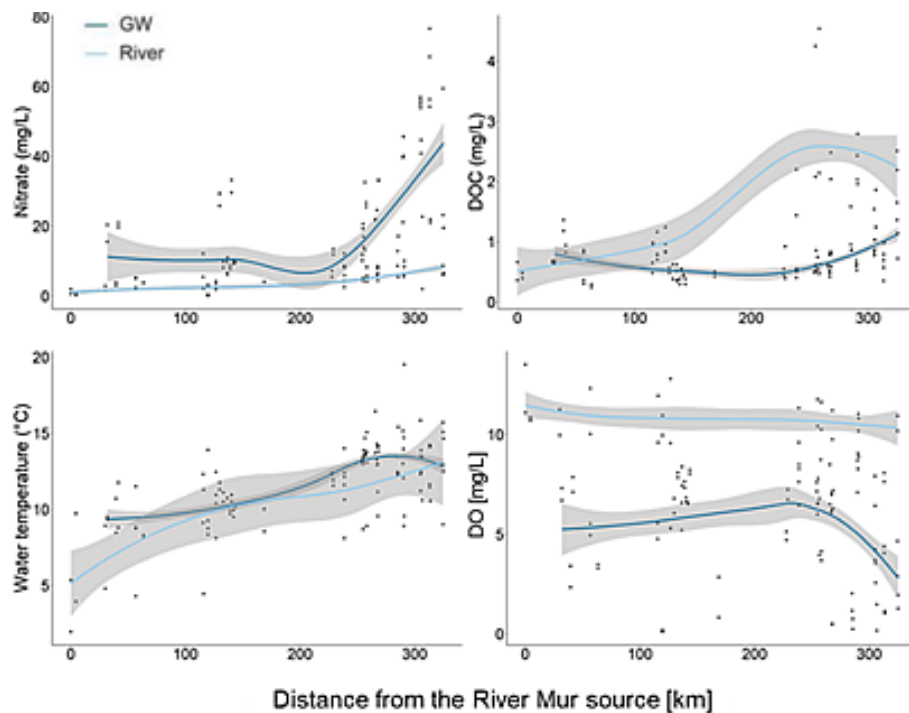 GW
River
Nitrate (mg/L)
80
60
40
20
0
0 100 200 300
DOC (mg/L)
4
3
2
1
0
0 100 200 300
Water temperature (°C)
20
15
10
5
0 100 200 300
DO [mg/L]
10
5
0
0 100 200 300
Distance from the River Mur source [km]